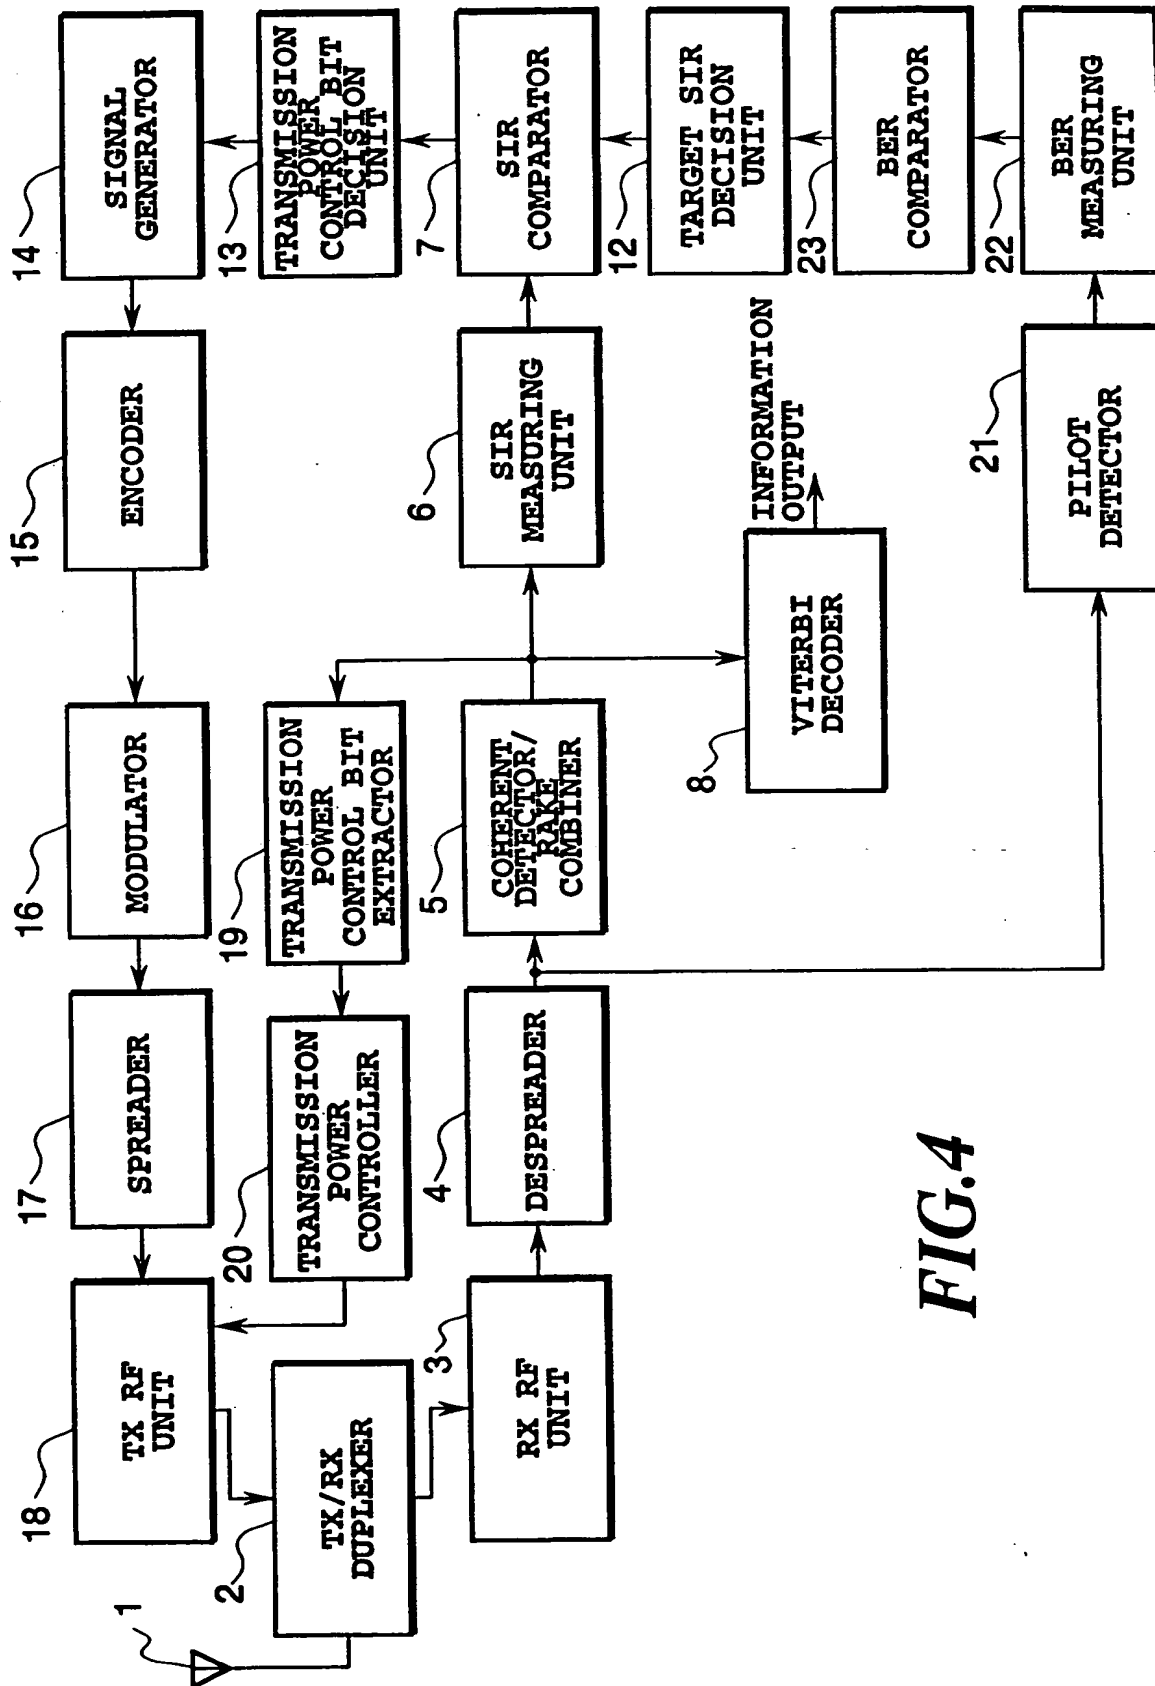 1
2
TX/RX
DUPLEXER
18
TX RF
UNIT
17
SPREADER
16
MODULATOR
15
ENCODER
14
SIGNAL
GENERATOR
20
TRANSMISSION
POWER
CONTROLLER
19
TRANSMISSION
POWER
CONTROL BIT
EXTRACTOR
13
TRANSMISSION
POWER
CONTROL BIT
DECISION
UNIT
3
RX RF
UNIT
4
DESPREADER
5
COHERENT
DETECTOR/
RAKE
COMBINER
6
SIR
MEASURING
UNIT
7
SIR
COMPARATOR
12
TARGET SIR
DECISION
UNIT
8
VITERBI
DECODER
INFORMATION
OUTPUT
23
BER
COMPARATOR
21
PILOT
DETECTOR
22
BER
MEASURING
UNIT
FIG.4